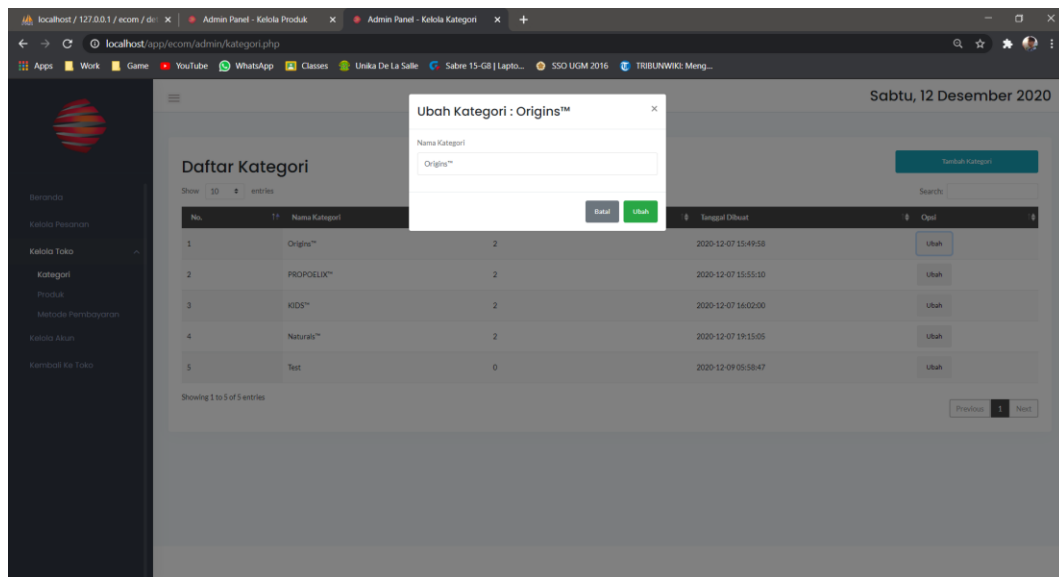 localhost / 127.0.0.1 / ecom / de
Admin Panel - Kelola Produk
Admin Panel - Kelola Kategori
localhost/app/ecom/admin/kategori.php
Apps Work Game YouTube WhatsApp Classes Unika De La Salle Sabre 15-G8 | Lapto... SSO UGM 2016 TRIBUNWIKI: Meng...
Sabtu, 12 Desember 2020
Ubah Kategori : Origins™
Nama Kategori
Origins™
Batal Ubah
Beranda
Kelola Pesanan
Kelola Toko
Kategori
Produk
Metode Pembayaran
Kelola Akun
Kembali Ke Toko
Daftar Kategori
Tambah Kategori
Show 10 entries
Search:
No. Nama Kategori Tanggal Dibuat Opsi
1 Origins™ 2 2020-12-07 15:49:58 Ubah
2 PROPOELIX™ 2 2020-12-07 15:55:10 Ubah
3 KIDS™ 2 2020-12-07 16:02:00 Ubah
4 Naturals™ 2 2020-12-07 19:15:05 Ubah
5 Test 0 2020-12-09 05:58:47 Ubah
Showing 1 to 5 of 5 entries
Previous 1 Next